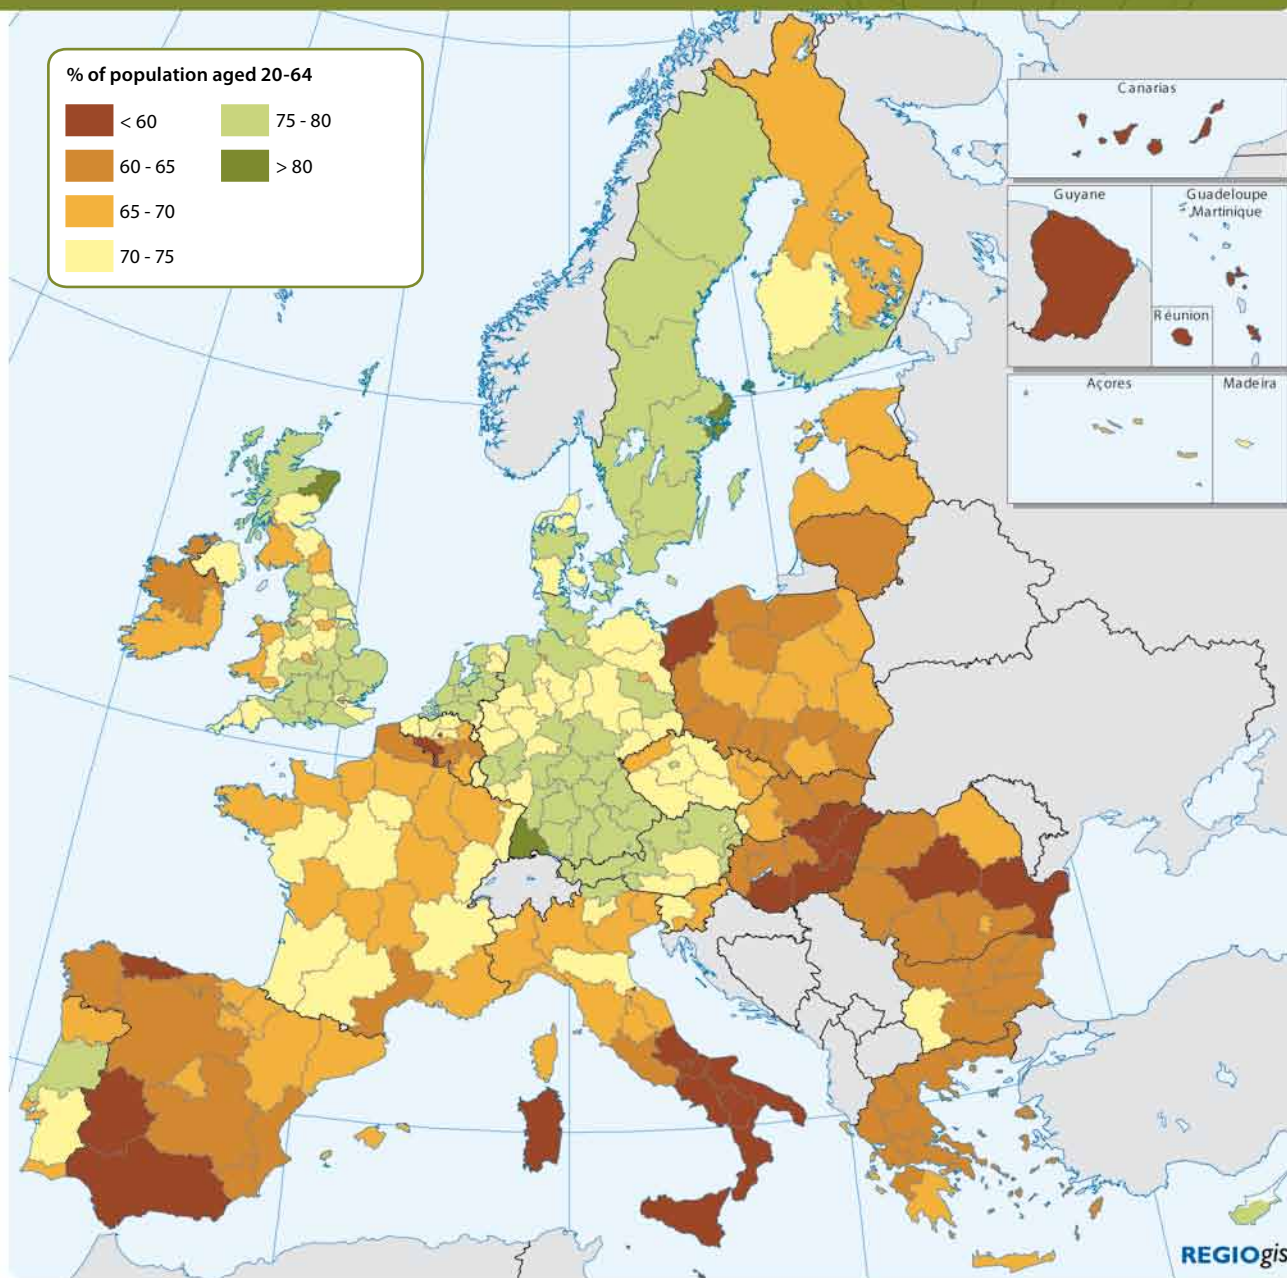 % of population aged 20-64
< 60
60 - 65
65 - 70
70 - 75
75 - 80
> 80
Canarias
Guyane
Guadeloupe
Martinique
Réunion
Açores
Madeira
REGIOgis